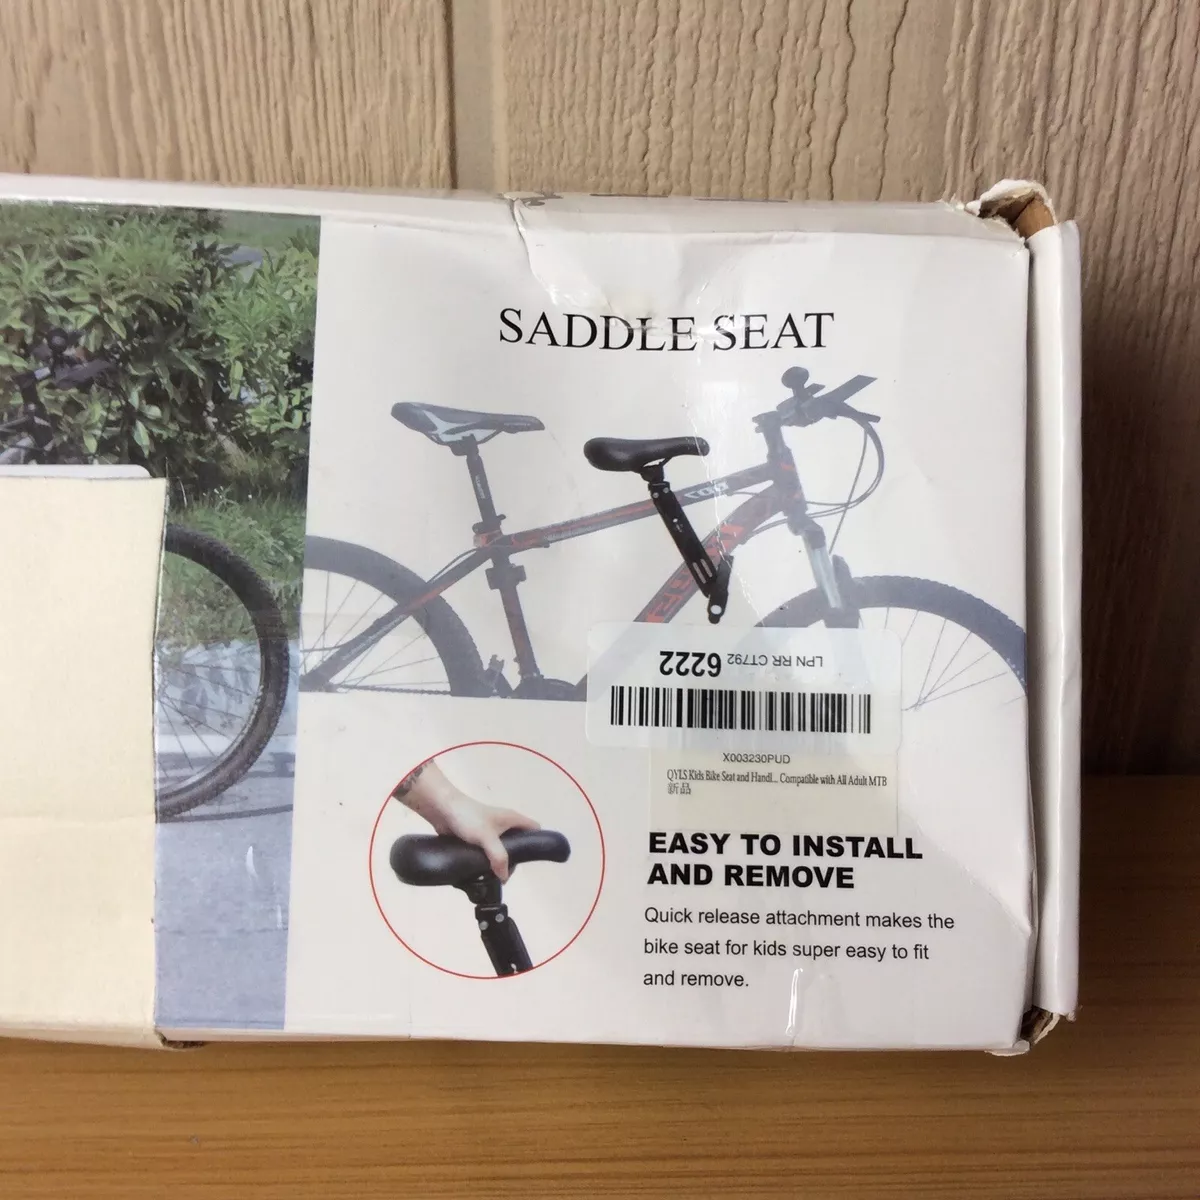 SADDLE SEAT
LPN RR CT792 6222
X003230PUD
QYLS Kids Bike Seat and Handl... Compatible with All Adult MTB
新品
EASY TO INSTALL
AND REMOVE
Quick release attachment makes the
bike seat for kids super easy to fit
and remove.